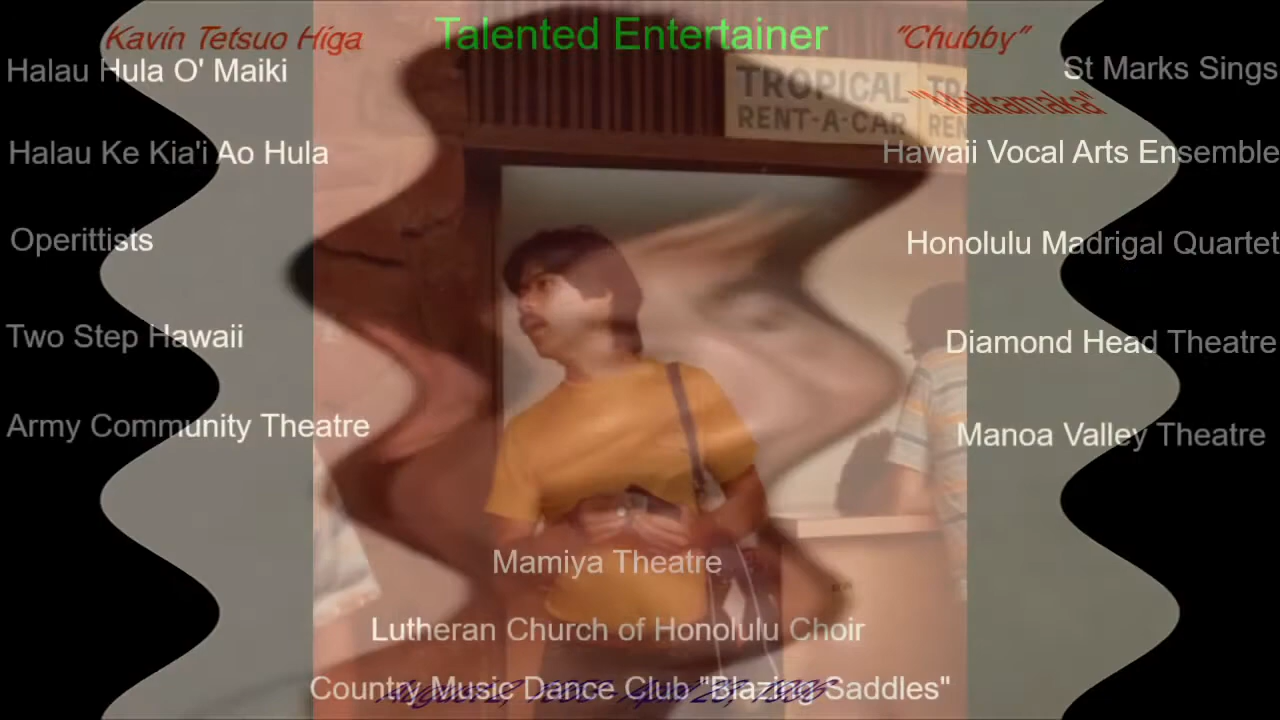 Kavin Tetsuo Higa Talented Entertainer "Chubby"
Halau Hula O' Maiki
St Marks Sings
TROPICAL
RENT-A-CAR
TR
REN
Halau Ke Kia'i Ao Hula
Hawaii Vocal Arts Ensemble
Operittists
Honolulu Madrigal Quartet
Two Step Hawaii
Diamond Head Theatre
Army Community Theatre
Manoa Valley Theatre
Mamiya Theatre
Lutheran Church of Honolulu Choir
Country Music Dance Club "Blazing Saddles"